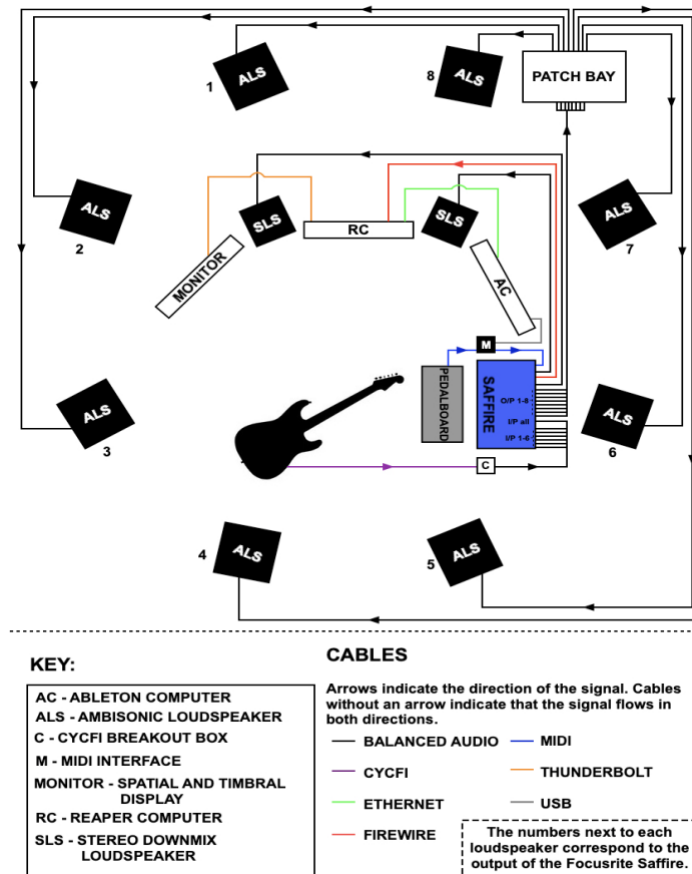 ALS
1
8
ALS
PATCH BAY
ALS
2
SLS
RC
SLS
ALS
7
MONITOR
AC
M
PEDALBOARD
SAFFIRE
O/P 1-8
I/P all
I/P 1-6
ALS
3
ALS
6
C
4
ALS
5
ALS
KEY:
AC - ABLETON COMPUTER
ALS - AMBISONIC LOUDSPEAKER
C - CYCFI BREAKOUT BOX
M - MIDI INTERFACE
MONITOR - SPATIAL AND TIMBRAL
DISPLAY
RC - REAPER COMPUTER
SLS - STEREO DOWNMIX
LOUDSPEAKER
CABLES
Arrows indicate the direction of the signal. Cables
without an arrow indicate that the signal flows in
both directions.
BALANCED AUDIO
MIDI
CYCFI
THUNDERBOLT
ETHERNET
USB
FIREWIRE
The numbers next to each
loudspeaker correspond to the
output of the Focusrite Saffire.